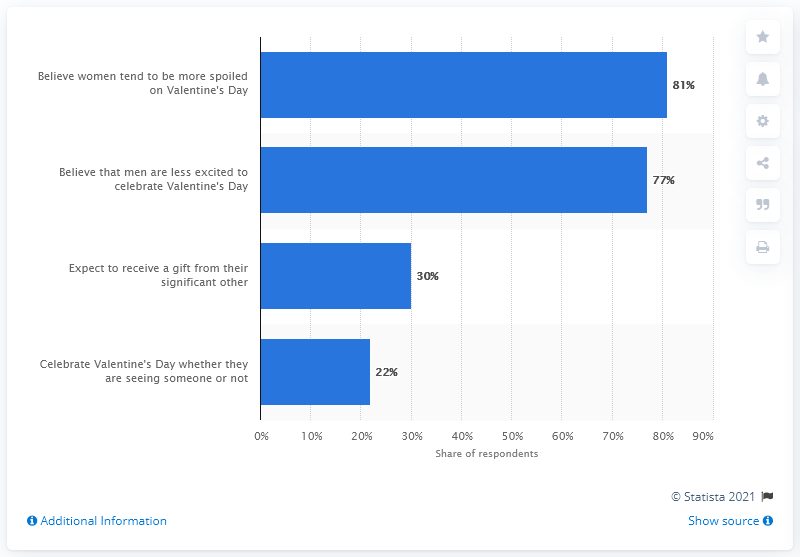 Believe women tend to be more spoiled
on Valentine's Day
81%
Believe that men are less excited to
celebrate Valentine's Day
77%
Expect to receive a gift from their
significant other
30%
Celebrate Valentine's Day whether they
are seeing someone or not
22%
0% 10% 20% 30% 40% 50% 60% 70% 80% 90%
Share of respondents
© Statista 2021
Additional Information
Show source